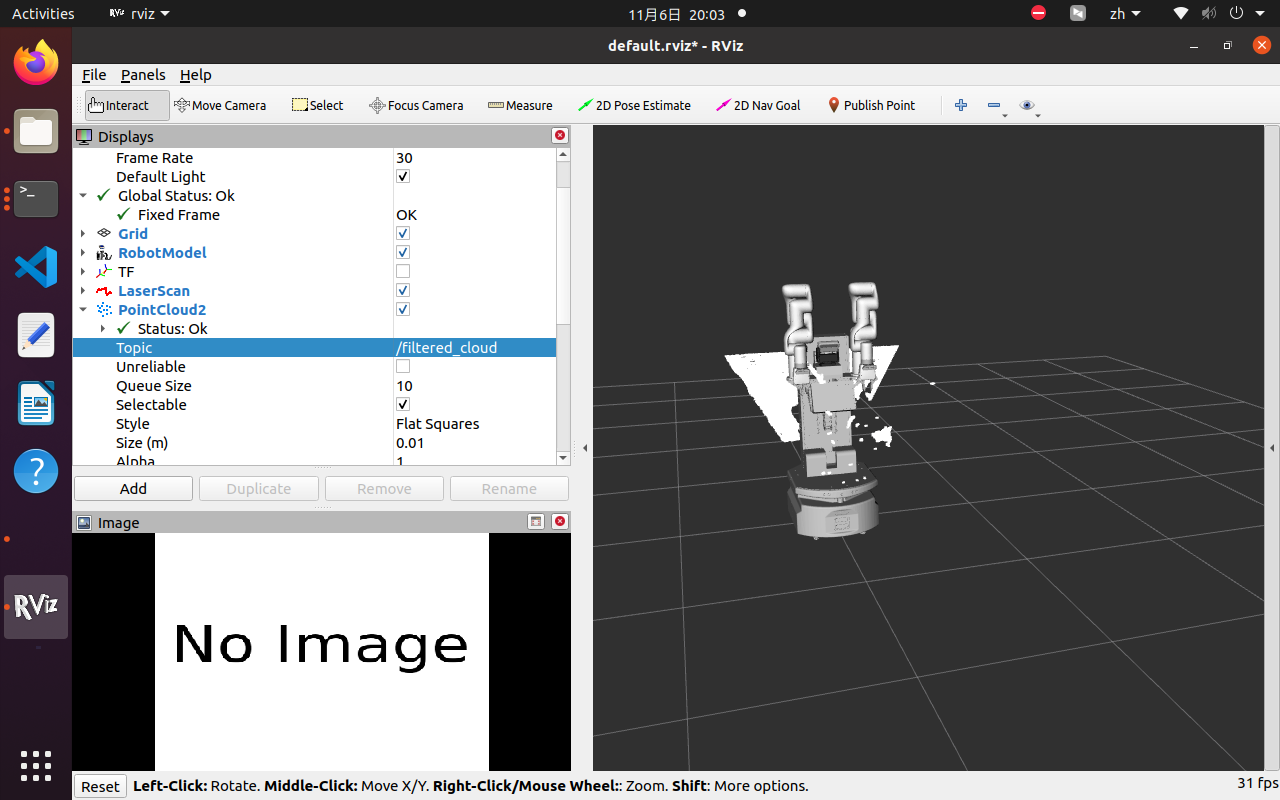 Activities rviz 11月6日 20:03 zh
default.rviz* - RViz
File Panels Help
Interact Move Camera Select Focus Camera Measure 2D Pose Estimate 2D Nav Goal Publish Point
Displays
Frame Rate 30
Default Light
Global Status: Ok
Fixed Frame OK
Grid
RobotModel
TF
LaserScan
PointCloud2
Status: Ok
Topic /filtered_cloud
Unreliable
Queue Size 10
Selectable
Style Flat Squares
Size (m) 0.01
Alpha 1
Add Duplicate Remove Rename
Image
No Image
RViz
Reset Left-Click: Rotate. Middle-Click: Move X/Y. Right-Click/Mouse Wheel:: Zoom. Shift: More options. 31 fps